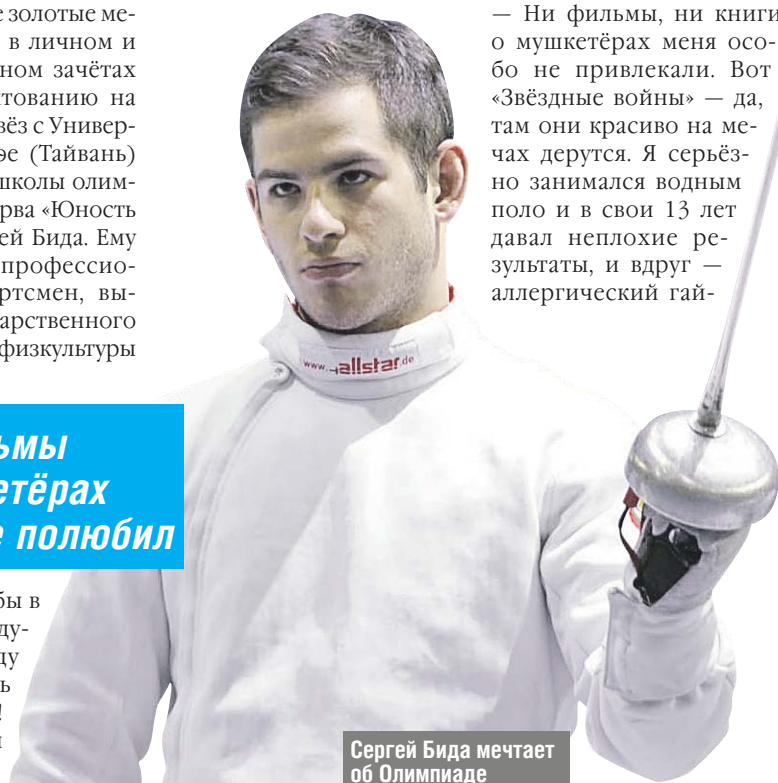 е золотые ме-
в личном и
ном зачётах
тованию на
вёз с Универ-
эе (Тайвань)
школы олим-
рва «Юность
ей Бида. Ему
профессио-
ртсмен, вы-
арственного
физкультуры
ьмы
етёрах
е полюбил
бы в
ду-
ду
ь
!
— Ни фильмы, ни книги
о мушкетёрах меня осо-
бо не привлекали. Вот
«Звёздные войны» — да,
там они красиво на ме-
чах дерутся. Я серьёз-
но занимался водным
поло и в свои 13 лет
давал неплохие ре-
зультаты, и вдруг —
аллергический гай-
www.allstar.de
Сергей Бида мечтает
об Олимпиаде